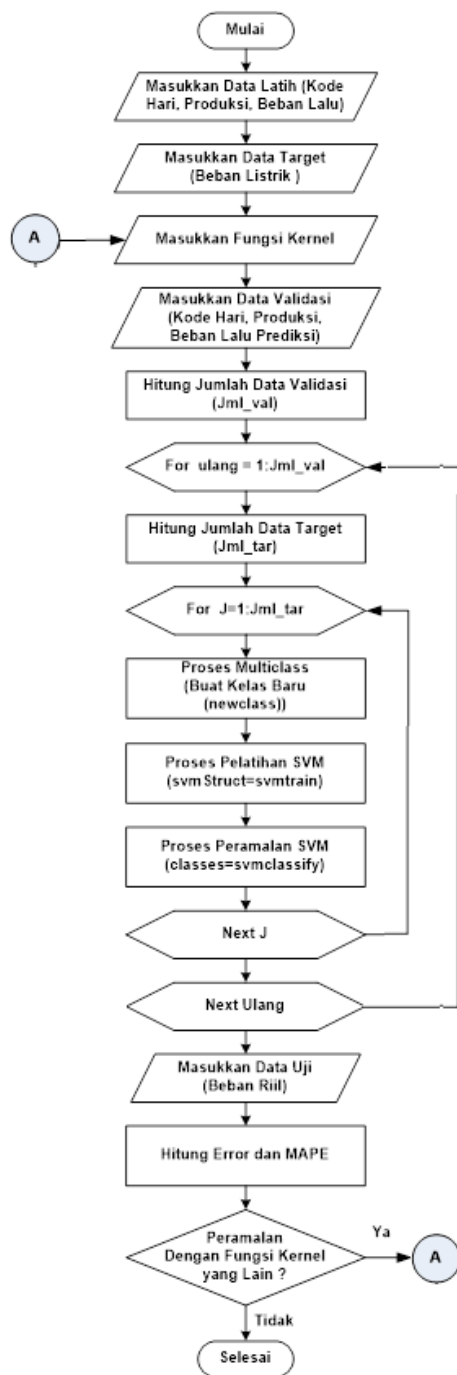 Mulai
Masukkan Data Latih (Kode
Hari, Produksi, Beban Lalu)
Masukkan Data Target
(Beban Listrik )
A
Masukkan Fungsi Kernel
Masukkan Data Validasi
(Kode Hari, Produksi,
Beban Lalu Prediksi)
Hitung Jumlah Data Validasi
(Jml_val)
For ulang = 1:Jml_val
Hitung Jumlah Data Target
(Jml_tar)
For J=1:Jml_tar
Proses Multiclass
(Buat Kelas Baru
(newclass))
Proses Pelatihan SVM
(svmStruct=svmtrain)
Proses Peramalan SVM
(classes=svmclassify)
Next J
Next Ulang
Masukkan Data Uji
(Beban Riil)
Hitung Error dan MAPE
Peramalan
Dengan Fungsi Kernel
yang Lain ?
Ya
A
Tidak
Selesai